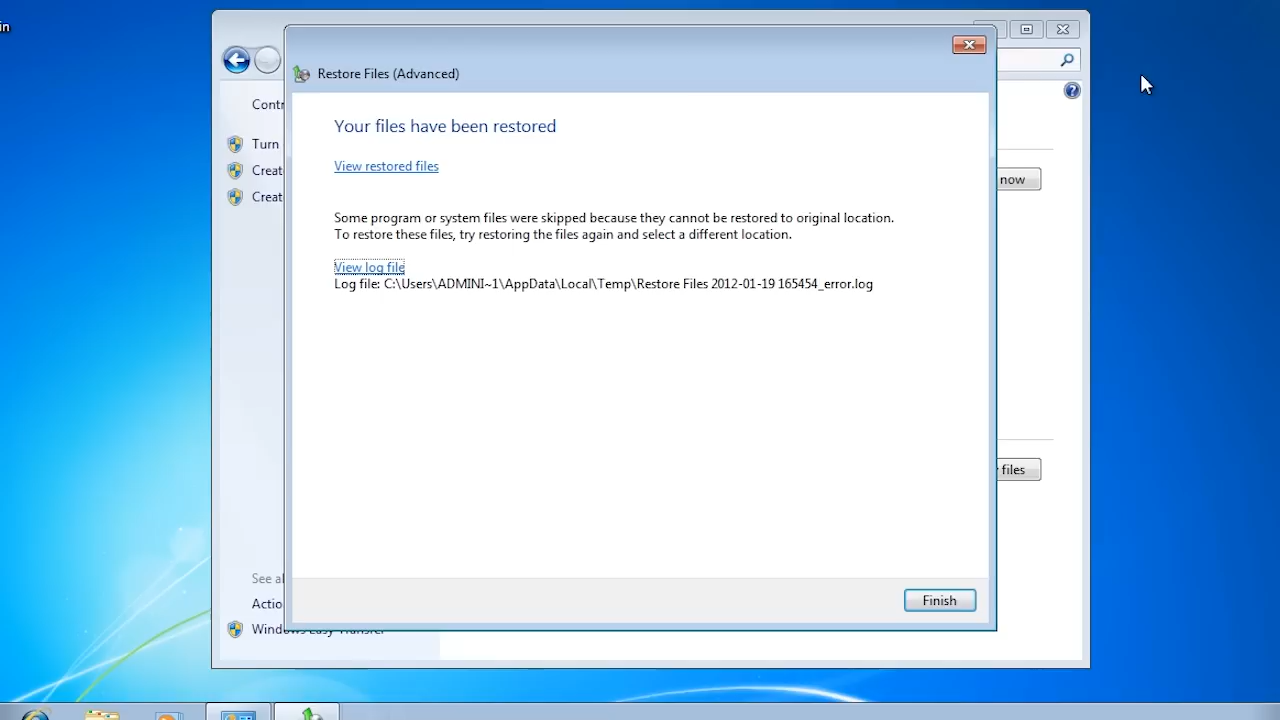 in
Restore Files (Advanced)
Your files have been restored
View restored files
Some program or system files were skipped because they cannot be restored to original location.
To restore these files, try restoring the files again and select a different location.
View log file
Log file: C:\Users\ADMINI~1\AppData\Local\Temp\Restore Files 2012-01-19 165454_error.log
Finish
Contr
Turn
Creat
Creat
now
files
See al
Actio
Windows Easy Transfer